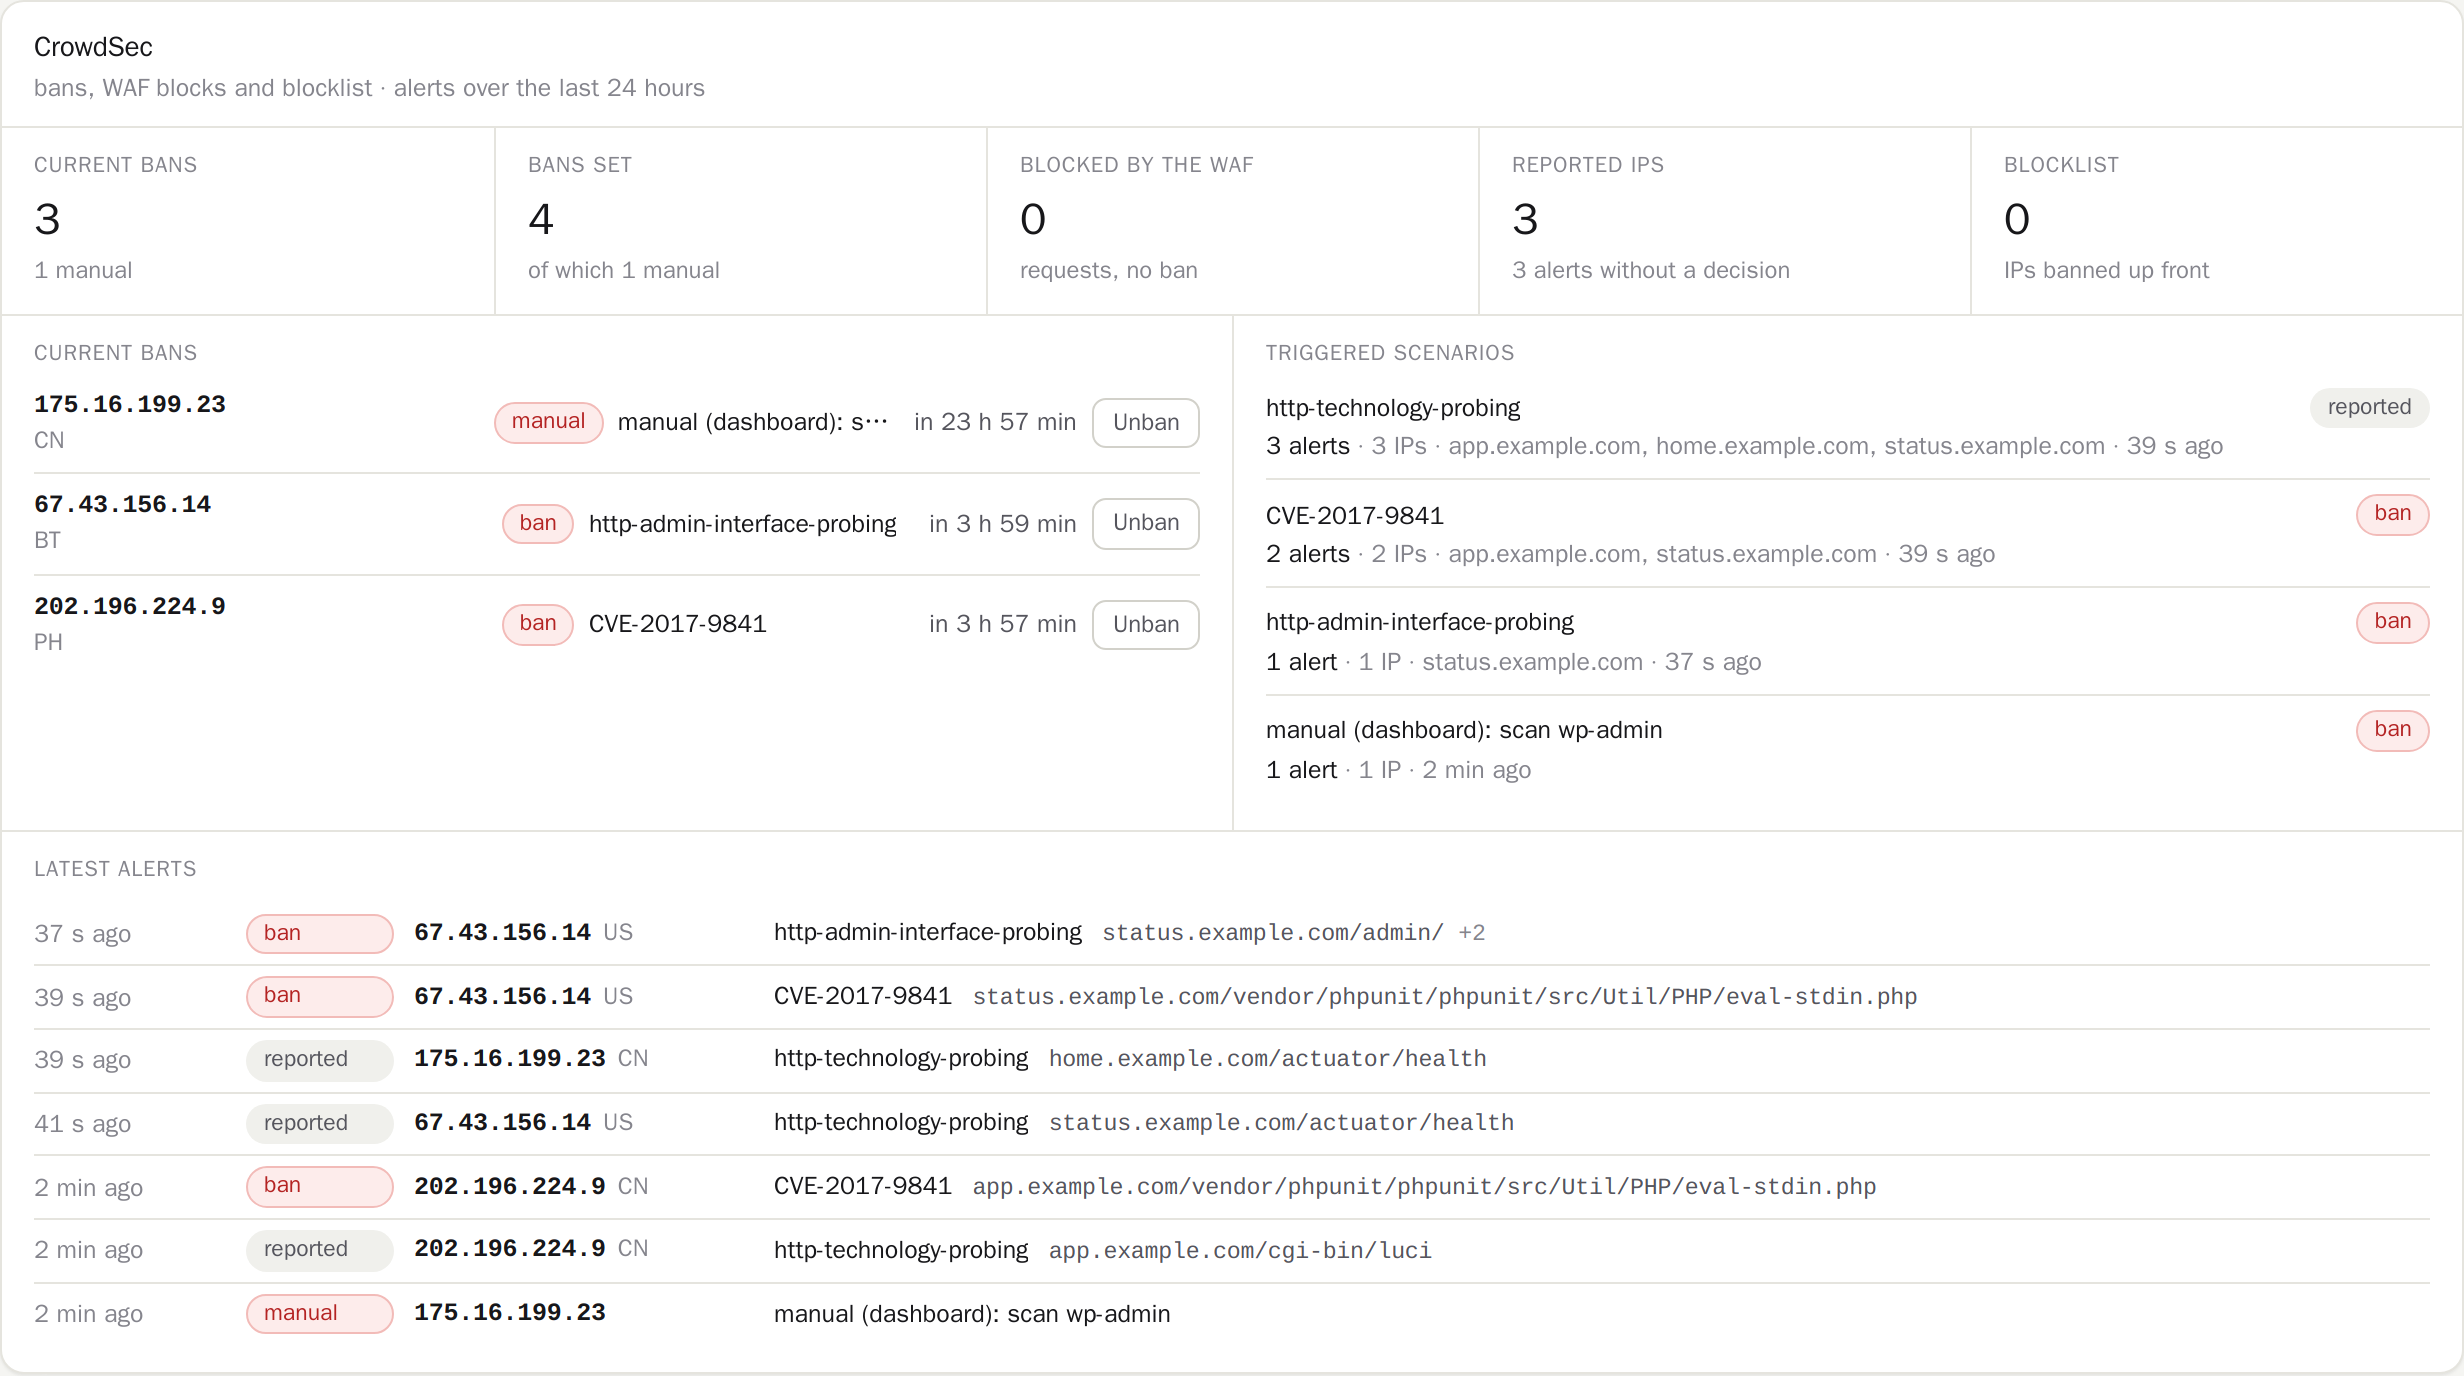 CrowdSec
bans, WAF blocks and blocklist · alerts over the last 24 hours
CURRENT BANS
3
1 manual
BANS SET
4
of which 1 manual
BLOCKED BY THE WAF
0
requests, no ban
REPORTED IPS
3
3 alerts without a decision
BLOCKLIST
0
IPs banned up front
CURRENT BANS
175.16.199.23 manual manual (dashboard): s··· in 23 h 57 min Unban
CN
67.43.156.14 ban http-admin-interface-probing in 3 h 59 min Unban
BT
202.196.224.9 ban CVE-2017-9841 in 3 h 57 min Unban
PH
TRIGGERED SCENARIOS
http-technology-probing reported
3 alerts · 3 IPs · app.example.com, home.example.com, status.example.com · 39 s ago
CVE-2017-9841 ban
2 alerts · 2 IPs · app.example.com, status.example.com · 39 s ago
http-admin-interface-probing ban
1 alert · 1 IP · status.example.com · 37 s ago
manual (dashboard): scan wp-admin ban
1 alert · 1 IP · 2 min ago
LATEST ALERTS
37 s ago ban 67.43.156.14 US http-admin-interface-probing status.example.com/admin/ +2
39 s ago ban 67.43.156.14 US CVE-2017-9841 status.example.com/vendor/phpunit/phpunit/src/Util/PHP/eval-stdin.php
39 s ago reported 175.16.199.23 CN http-technology-probing home.example.com/actuator/health
41 s ago reported 67.43.156.14 US http-technology-probing status.example.com/actuator/health
2 min ago ban 202.196.224.9 CN CVE-2017-9841 app.example.com/vendor/phpunit/phpunit/src/Util/PHP/eval-stdin.php
2 min ago reported 202.196.224.9 CN http-technology-probing app.example.com/cgi-bin/luci
2 min ago manual 175.16.199.23 manual (dashboard): scan wp-admin